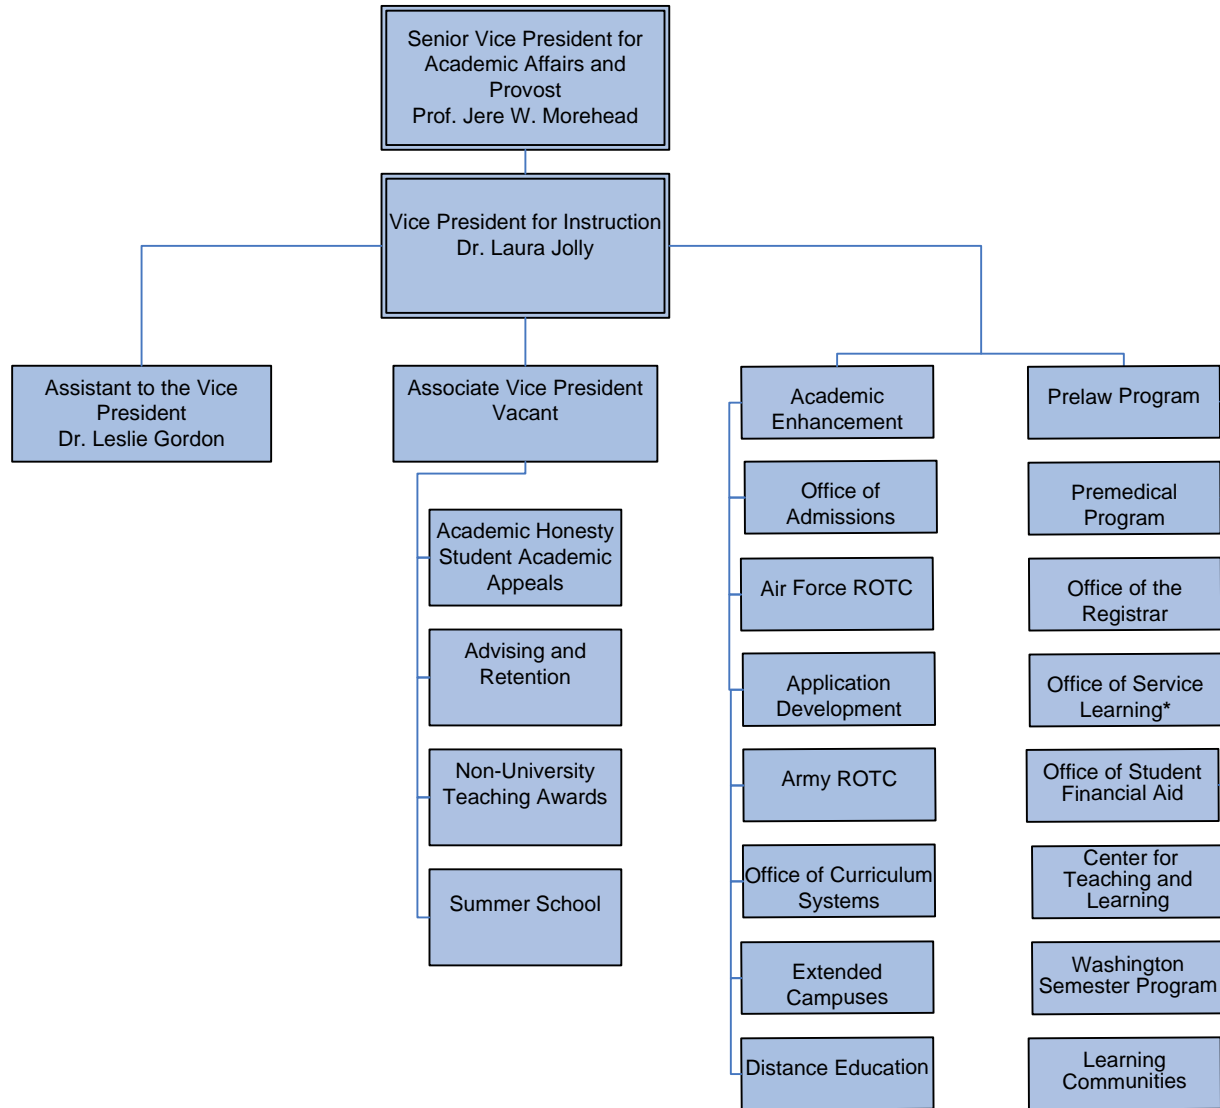 Senior Vice President for
Academic Affairs and
Provost
Prof. Jere W. Morehead
Vice President for Instruction
Dr. Laura Jolly
Assistant to the Vice
President
Dr. Leslie Gordon
Associate Vice President
Vacant
Academic Honesty
Student Academic
Appeals
Advising and
Retention
Non-University
Teaching Awards
Summer School
Academic
Enhancement
Office of
Admissions
Air Force ROTC
Application
Development
Army ROTC
Office of Curriculum
Systems
Extended
Campuses
Distance Education
Prelaw Program
Premedical
Program
Office of the
Registrar
Office of Service
Learning*
Office of Student
Financial Aid
Center for
Teaching and
Learning
Washington
Semester Program
Learning
Communities